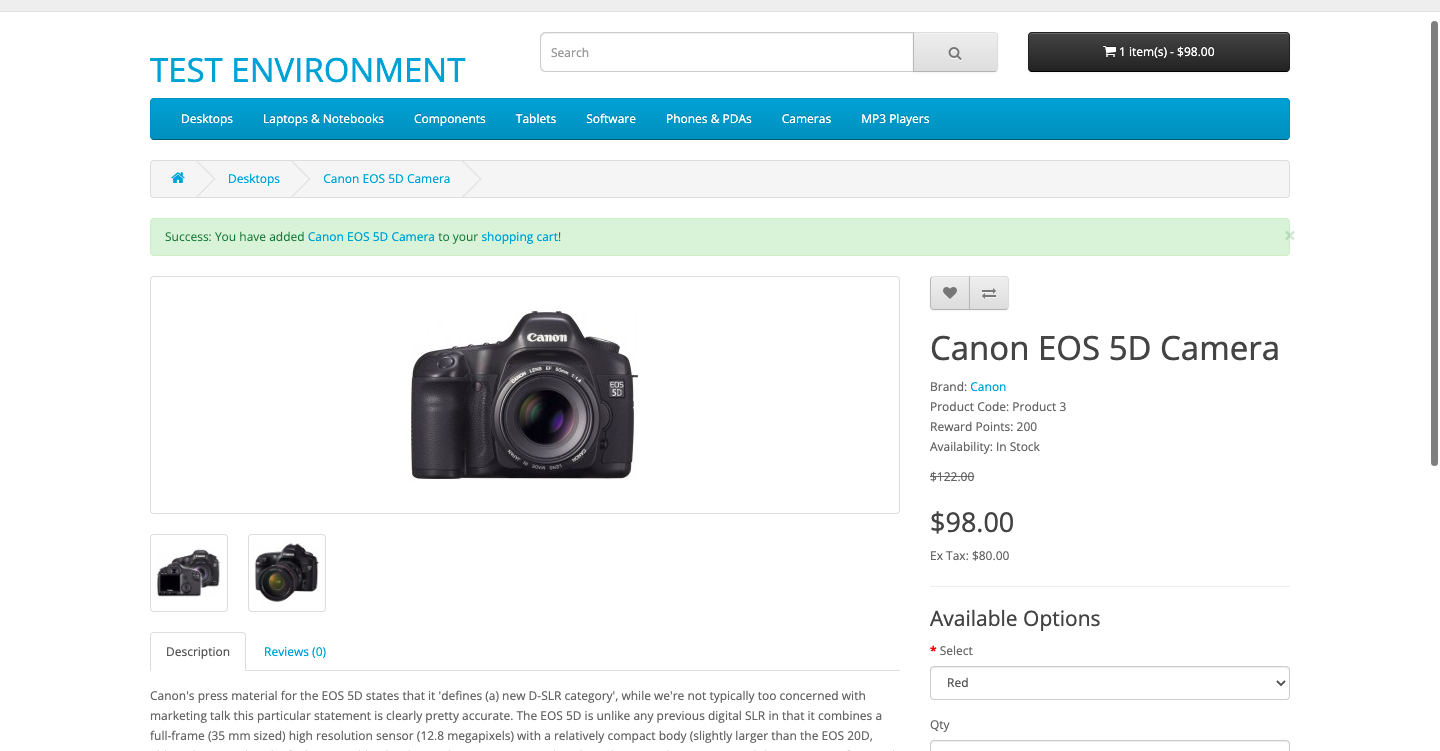 TEST ENVIRONMENT
Search
1 item(s) - $98.00
Desktops
Laptops & Notebooks
Components
Tablets
Software
Phones & PDAs
Cameras
MP3 Players
Desktops
Canon EOS 5D Camera
Success: You have added Canon EOS 5D Camera to your shopping cart!
×
Canon
EOS
5D
CANON LENS EF 50mm 1:1.4
Canon EOS 5D Camera
Brand: Canon
Product Code: Product 3
Reward Points: 200
Availability: In Stock
$122.00
$98.00
Ex Tax: $80.00
Available Options
* Select
Red
Qty
Description
Reviews (0)
Canon's press material for the EOS 5D states that it 'defines (a) new D-SLR category', while we're not typically too concerned with
marketing talk this particular statement is clearly pretty accurate. The EOS 5D is unlike any previous digital SLR in that it combines a
full-frame (35 mm sized) high resolution sensor (12.8 megapixels) with a relatively compact body (slightly larger than the EOS 20D,